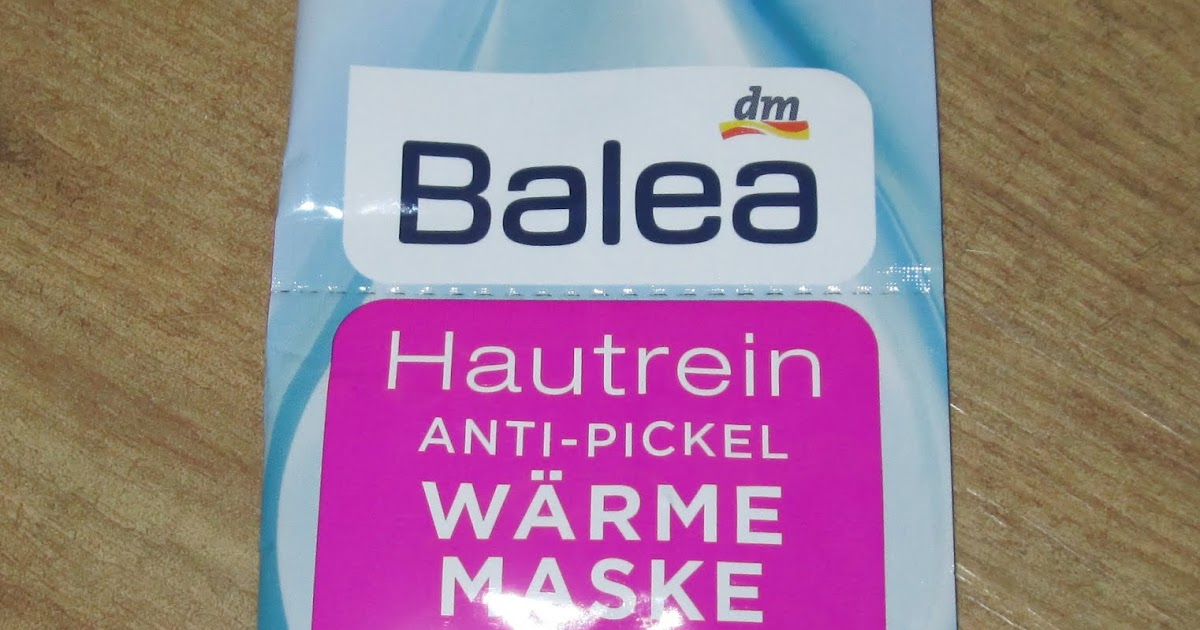 dm
Balea
Hautrein
ANTI-PICKEL
WÄRME
MASKE